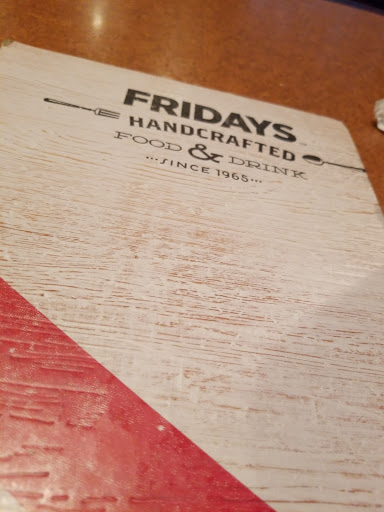 FRIDAYS
HANDCRAFTED
FOOD & DRINK
...SINCE 1965...